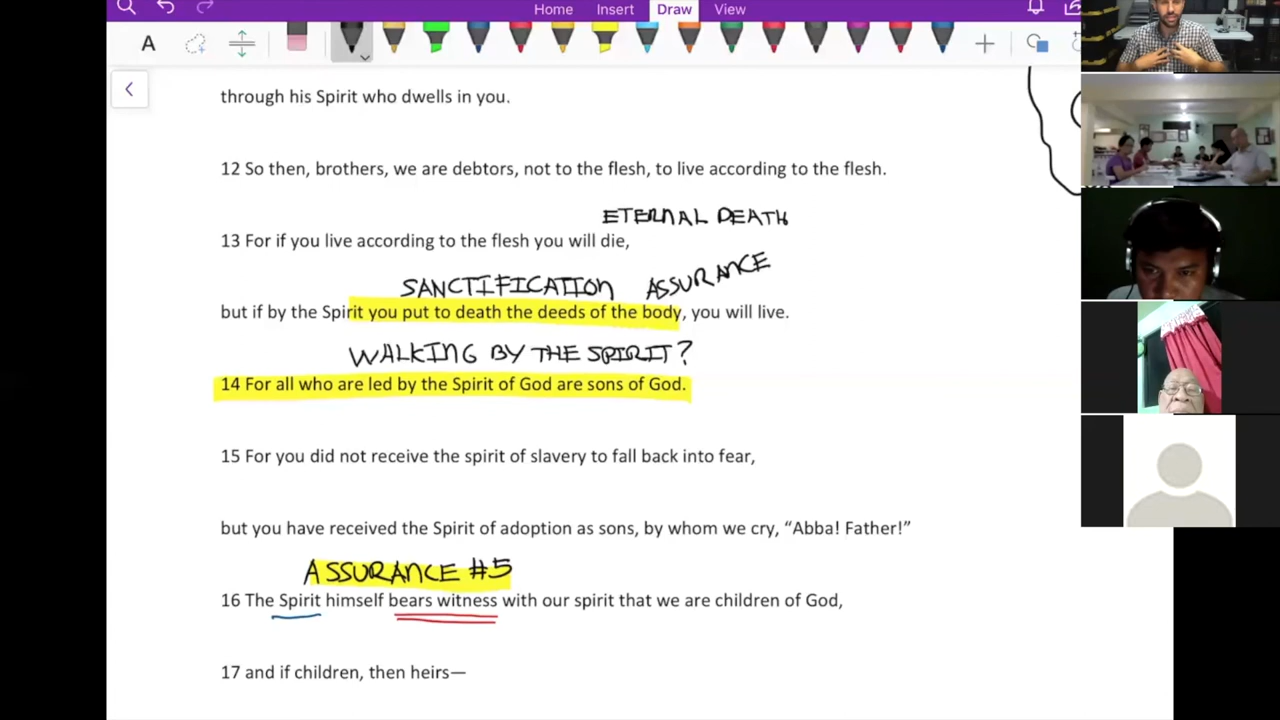 Home Insert Draw View
A
through his Spirit who dwells in you.
12 So then, brothers, we are debtors, not to the flesh, to live according to the flesh.
ETERNAL DEATH
13 For if you live according to the flesh you will die,
SANCTIFICATION ASSURANCE
but if by the Spirit you put to death the deeds of the body, you will live.
WALKING BY THE SPIRIT?
14 For all who are led by the Spirit of God are sons of God.
15 For you did not receive the spirit of slavery to fall back into fear,
but you have received the Spirit of adoption as sons, by whom we cry, “Abba! Father!”
ASSURANCE #5
16 The Spirit himself bears witness with our spirit that we are children of God,
17 and if children, then heirs—